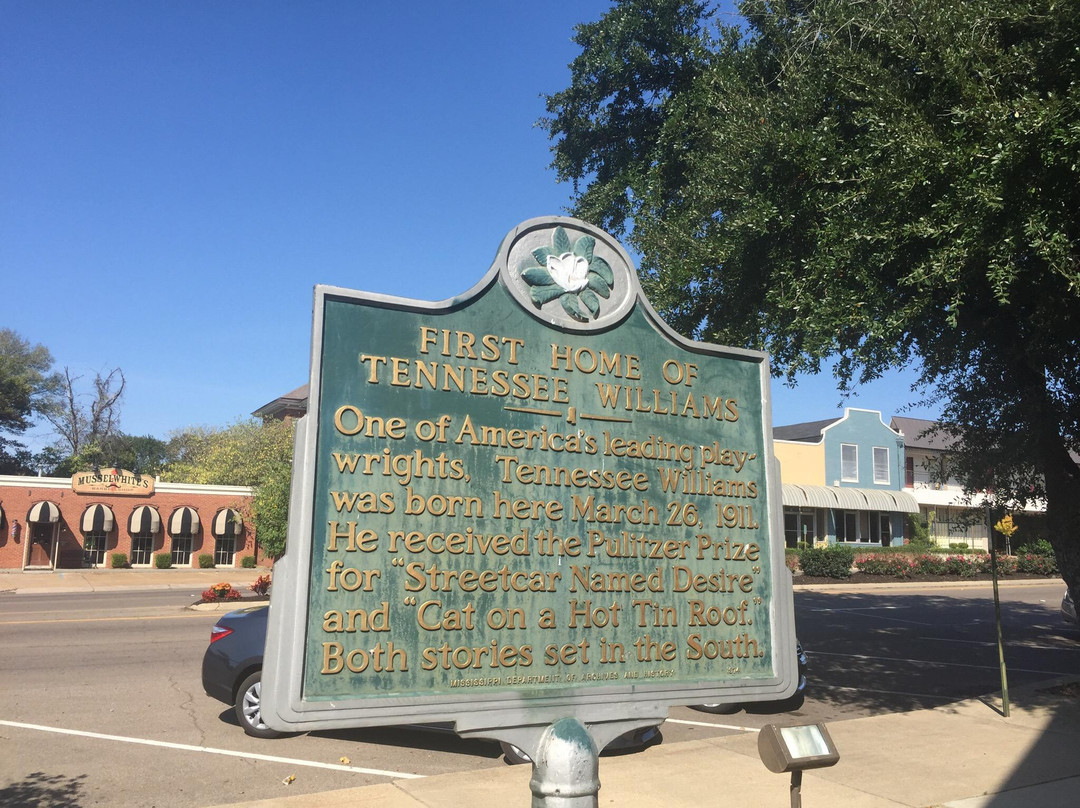 FIRST HOME OF
TENNESSEE WILLIAMS
One of America's leading play-
wrights, Tennessee Williams
was born here March 26, 1911.
He received the Pulitzer Prize
for "Streetcar Named Desire"
and "Cat on a Hot Tin Roof."
Both stories set in the South.
MISSISSIPPI DEPARTMENT OF ARCHIVES AND HISTORY
MUSSELWHITE'S